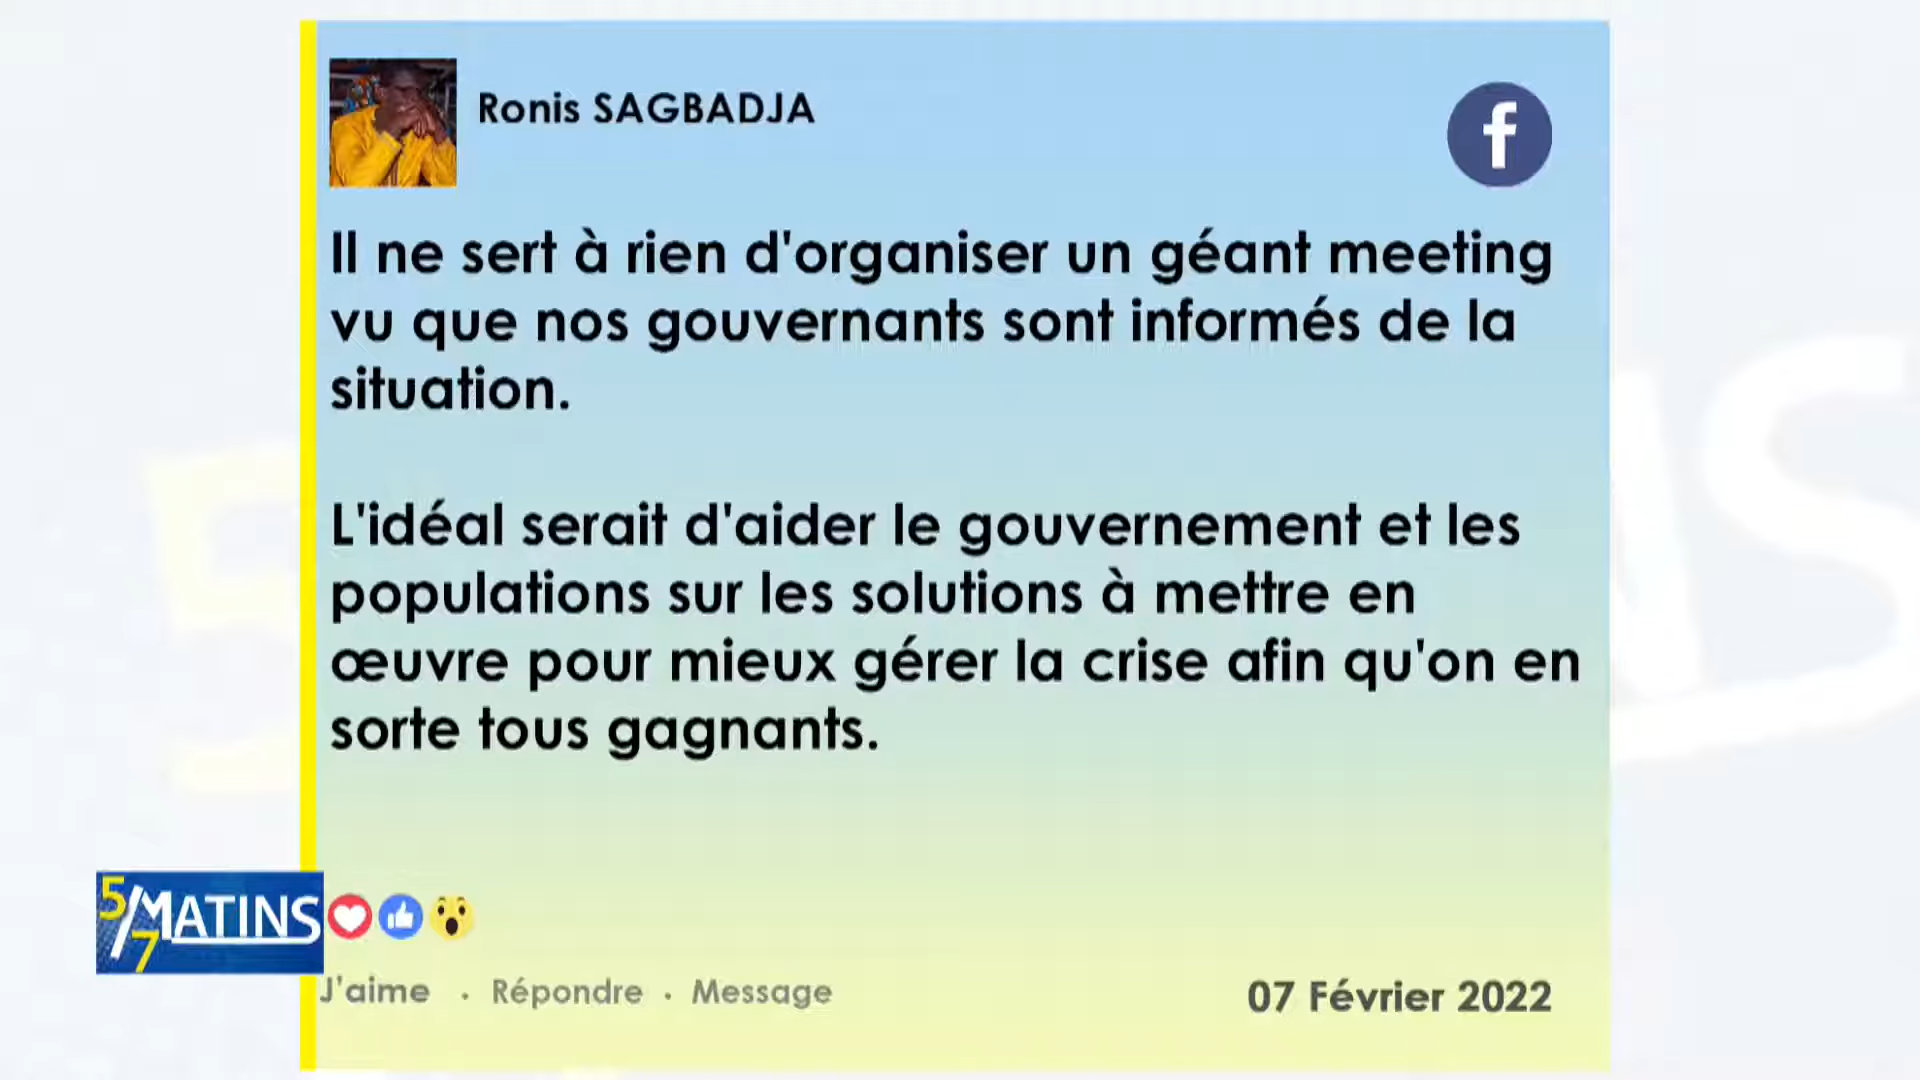 Ronis SAGBADJA
f
Il ne sert à rien d'organiser un géant meeting
vu que nos gouvernants sont informés de la
situation.
L'idéal serait d'aider le gouvernement et les
populations sur les solutions à mettre en
œuvre pour mieux gérer la crise afin qu'on en
sorte tous gagnants.
5/7 MATINS
J'aime . Répondre . Message
07 Février 2022